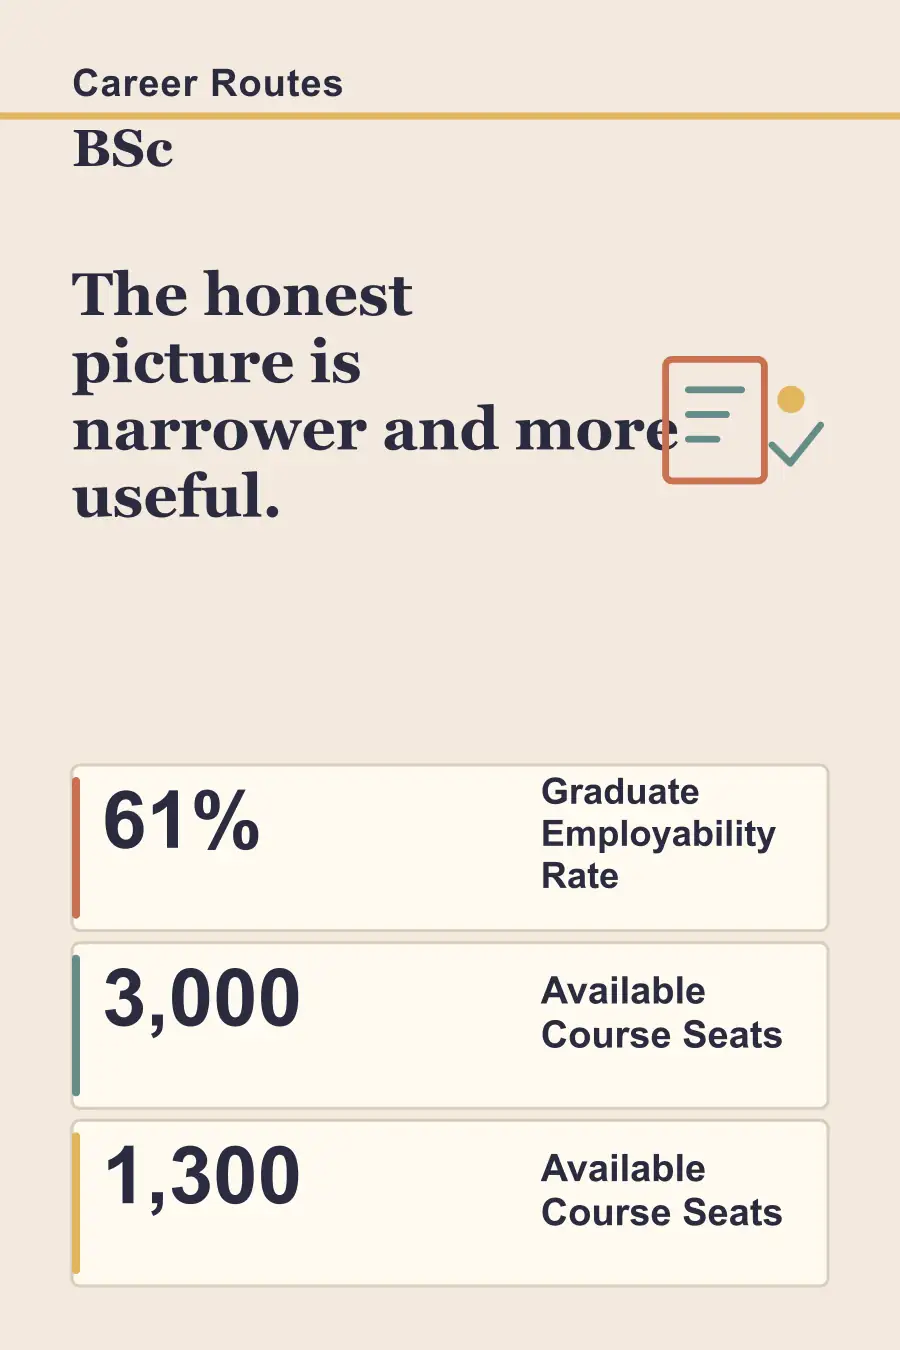 Career Routes
BSc
The honest
picture is
narrower and more
useful.
61%
Graduate
Employability
Rate
3,000
Available
Course Seats
1,300
Available
Course Seats